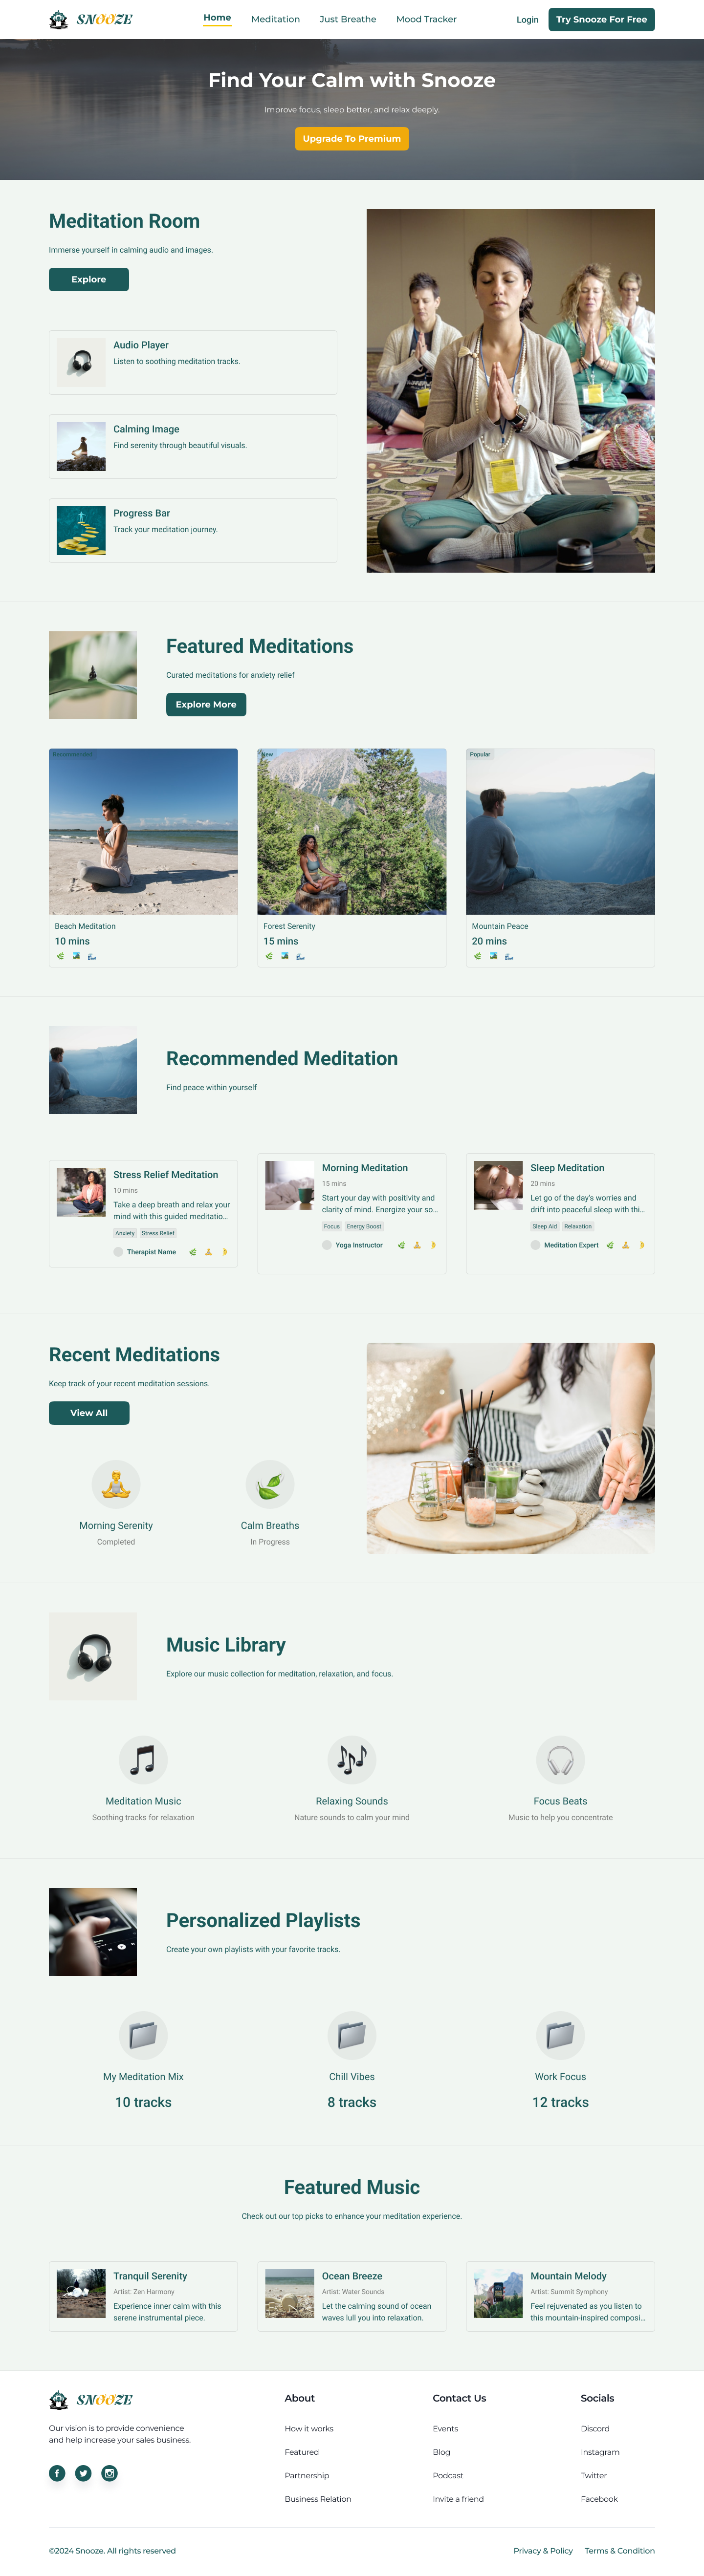 SNOOZE
Home
Meditation
Just Breathe
Mood Tracker
Login
Try Snooze For Free
Find Your Calm with Snooze
Improve focus, sleep better, and relax deeply.
Upgrade To Premium
Meditation Room
Immerse yourself in calming audio and images.
Explore
Audio Player
Listen to soothing meditation tracks.
Calming Image
Find serenity through beautiful visuals.
Progress Bar
Track your meditation journey.
Featured Meditations
Curated meditations for anxiety relief
Explore More
Recommended
New
Popular
Beach Meditation
10 mins
Forest Serenity
15 mins
Mountain Peace
20 mins
Recommended Meditation
Find peace within yourself
Stress Relief Meditation
10 mins
Take a deep breath and relax your
mind with this guided meditatio...
Anxiety
Stress Relief
Therapist Name
Morning Meditation
15 mins
Start your day with positivity and
clarity of mind. Energize your so...
Focus
Energy Boost
Yoga Instructor
Sleep Meditation
20 mins
Let go of the day's worries and
drift into peaceful sleep with thi...
Sleep Aid
Relaxation
Meditation Expert
Recent Meditations
Keep track of your recent meditation sessions.
View All
Morning Serenity
Completed
Calm Breaths
In Progress
Music Library
Explore our music collection for meditation, relaxation, and focus.
Meditation Music
Soothing tracks for relaxation
Relaxing Sounds
Nature sounds to calm your mind
Focus Beats
Music to help you concentrate
Personalized Playlists
Create your own playlists with your favorite tracks.
My Meditation Mix
10 tracks
Chill Vibes
8 tracks
Work Focus
12 tracks
Featured Music
Check out our top picks to enhance your meditation experience.
Tranquil Serenity
Artist: Zen Harmony
Experience inner calm with this
serene instrumental piece.
Ocean Breeze
Artist: Water Sounds
Let the calming sound of ocean
waves lull you into relaxation.
Mountain Melody
Artist: Summit Symphony
Feel rejuvenated as you listen to
this mountain-inspired composi...
SNOOZE
Our vision is to provide convenience
and help increase your sales business.
About
How it works
Featured
Partnership
Business Relation
Contact Us
Events
Blog
Podcast
Invite a friend
Socials
Discord
Instagram
Twitter
Facebook
©2024 Snooze. All rights reserved
Privacy & Policy
Terms & Condition